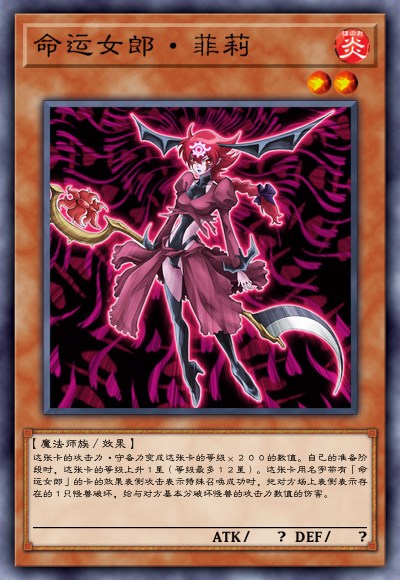 命运女郎·菲莉
ほのお
炎
【魔法师族／效果】
这张卡的攻击力·守备力变成这张卡的等级×２００的数值。自己的准备阶
段时，这张卡的等级上升１星（等级最多１２星）。这张卡用名字带有「命
运女郎」的卡的效果表侧攻击表示特殊召唤成功时，把对方场上表侧表示存
在的１只怪兽破坏，给与对方基本分破坏怪兽的攻击力数值的伤害。
ATK/ ? DEF/ ?